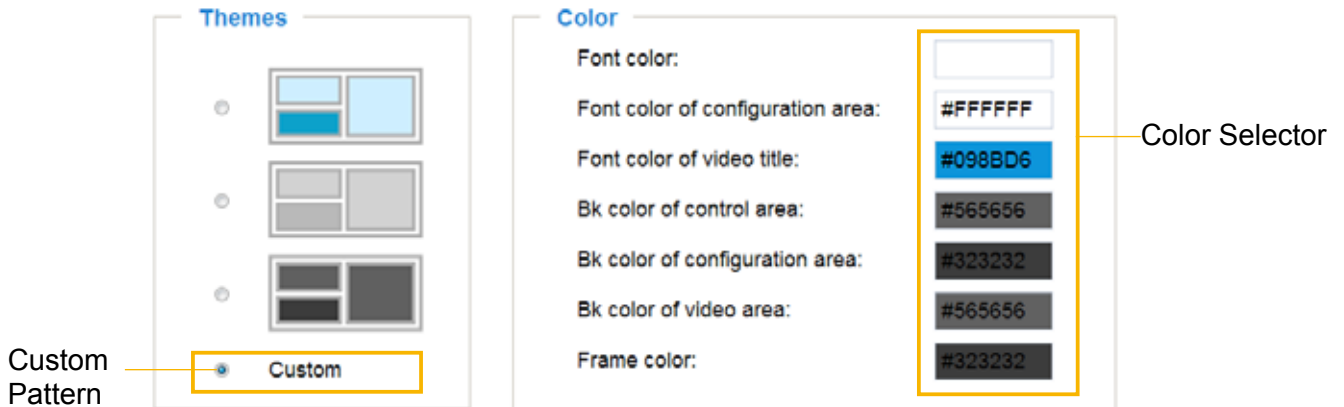 Themes
Custom
Custom
Pattern
Color
Font color:
Font color of configuration area: #FFFFFF
Font color of video title: #098BD6
Bk color of control area: #565656
Bk color of configuration area: #323232
Bk color of video area: #565656
Frame color: #323232
Color Selector